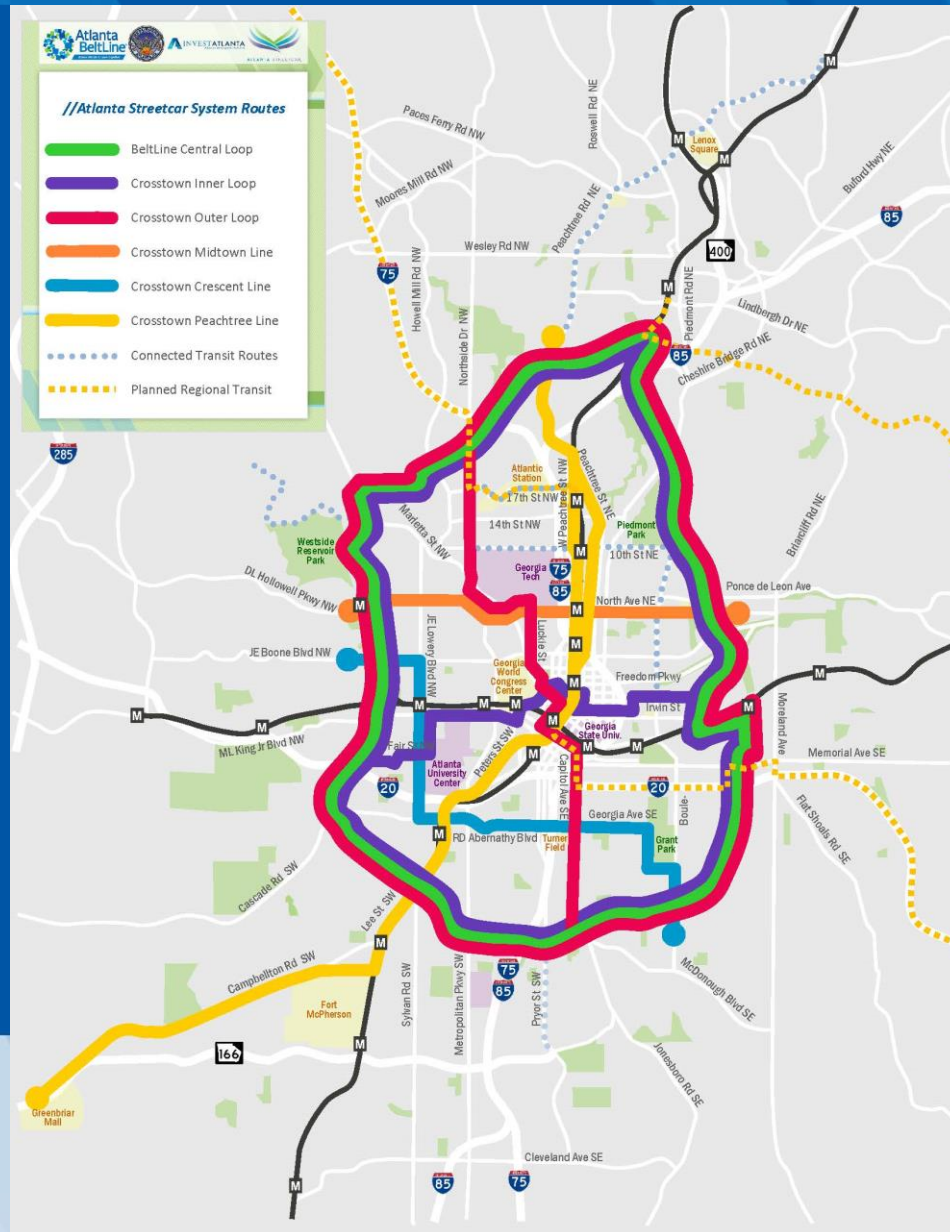 Atlanta
BeltLine
INVEST ATLANTA
//Atlanta Streetcar System Routes
BeltLine Central Loop
Crosstown Inner Loop
Crosstown Outer Loop
Crosstown Midtown Line
Crosstown Crescent Line
Crosstown Peachtree Line
Connected Transit Routes
Planned Regional Transit
M
Paces Ferry Rd NW
Roswell Rd NE
M
Lenox
Square
M
Moores Mill Rd NW
Peachtree Rd NE
Buford Hwy NE
85
Wesley Rd NW
400
75
Howell Mill Rd NW
Northside Dr NW
M
Piedmont Rd NE
Lindbergh Dr NE
85
Cheshire Bridge Rd NE
285
Atlantic
Station
17th St NW
M
W Peachtree St NW
Peachtree St NE
Marietta St NW
14th St NW
Piedmont
Park
Briarcliff Rd NE
Westside
Reservoir
Park
M
10th St NE
Georgia
Tech
75
85
DL Hollowell Pkwy NW
M
North Ave NE
M
Ponce de Leon Ave
JE Boone Blvd NW
JE Lowery Blvd NW
Luckie St
M
Georgia
World
Congress
Center
M
Freedom Pkwy
M
M
M
M
M
Irwin St
M
M
M
Georgia
State Univ.
M
M
M
Moreland Ave
ML King Jr Blvd NW
Fair St
Peters St SW
Memorial Ave SE
Atlanta
University
Center
20
Capitol Ave SE
20
Boule-
Georgia Ave SE
M
RD Abernathy Blvd
Turner
Field
Grant
Park
Flat Shoals Rd SE
Cascade Rd SW
Lee St SW
M
Campbellton Rd SW
75
85
McDonough Blvd SE
Sylvan Rd SW
Metropolitan Pkwy SW
Pryor St SW
Fort
McPherson
M
166
Jonesboro Rd SE
Greenbriar
Mall
Cleveland Ave SE
M
85
75